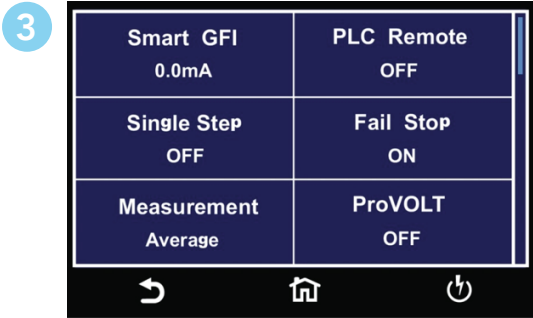 3
Smart GFI
0.0mA
PLC Remote
OFF
Single Step
OFF
Fail Stop
ON
Measurement
Average
ProVOLT
OFF